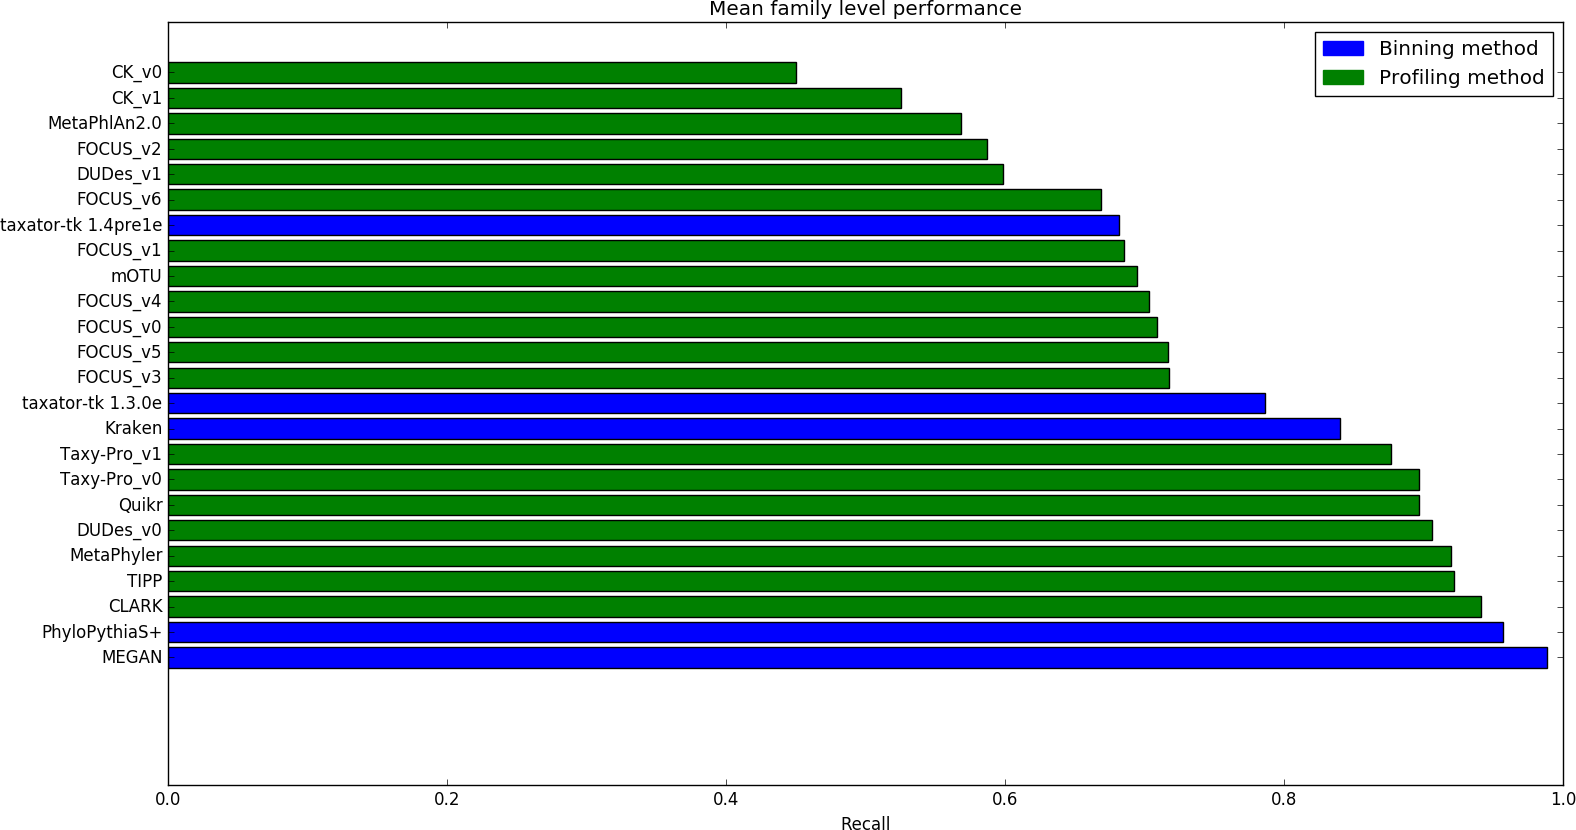 Mean family level performance
Binning method
Profiling method
CK_v0
CK_v1
MetaPhlAn2.0
FOCUS_v2
DUDes_v1
FOCUS_v6
taxator-tk 1.4pre1e
FOCUS_v1
mOTU
FOCUS_v4
FOCUS_v0
FOCUS_v5
FOCUS_v3
taxator-tk 1.3.0e
Kraken
Taxy-Pro_v1
Taxy-Pro_v0
Quikr
DUDes_v0
MetaPhyler
TIPP
CLARK
PhyloPythiaS+
MEGAN
0.0 0.2 0.4 0.6 0.8 1.0
Recall